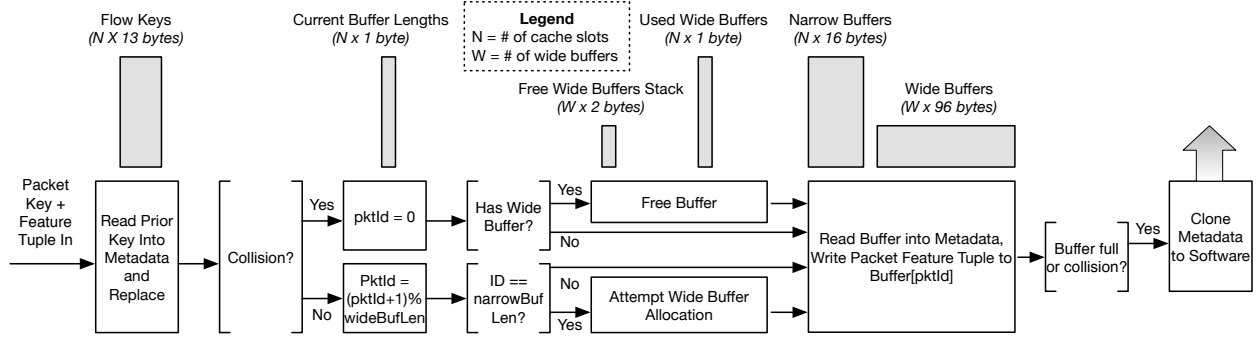 Flow Keys
(N X 13 bytes)
Current Buffer Lengths
(N x 1 byte)
Legend
N = # of cache slots
W = # of wide buffers
Used Wide Buffers
(N x 1 byte)
Narrow Buffers
(N x 16 bytes)
Free Wide Buffers Stack
(W x 2 bytes)
Wide Buffers
(W x 96 bytes)
Packet
Key +
Feature
Tuple In
Read Prior
Key Into
Metadata
and
Replace
Collision?
Yes
No
pktId = 0
PktId =
(pktId+1)%
wideBufLen
Has Wide
Buffer?
Yes
No
ID ==
narrowBuf
Len?
No
Yes
Free Buffer
Attempt Wide Buffer
Allocation
Read Buffer into Metadata,
Write Packet Feature Tuple to
Buffer[pktId]
Buffer full
or collision?
Yes
Clone
Metadata
to Software